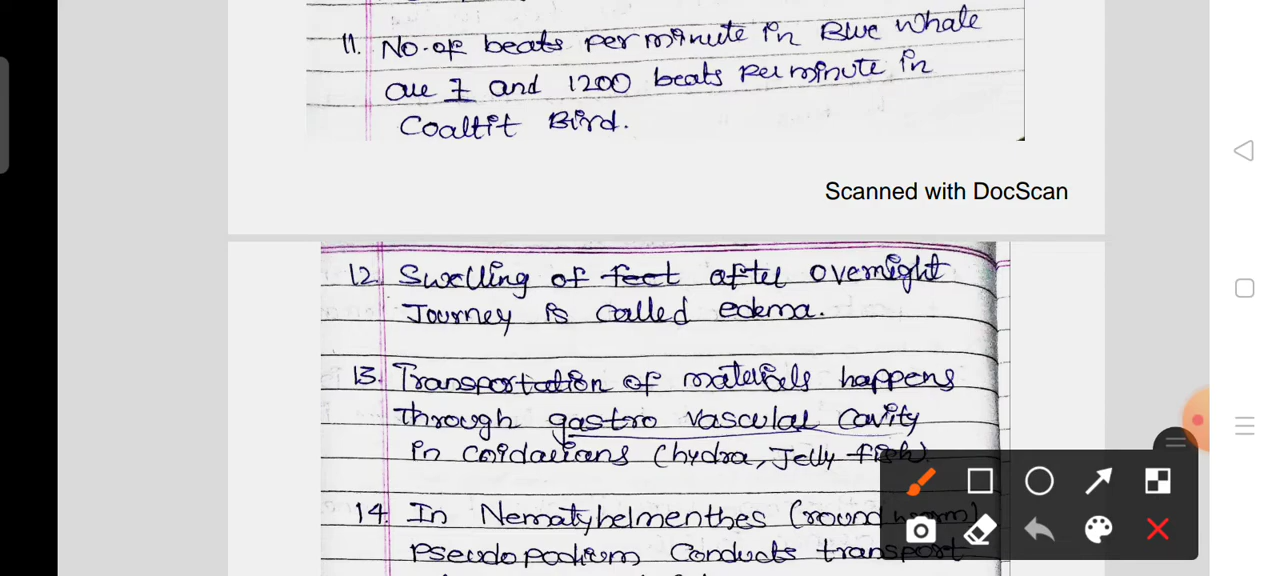 11. No. of beats per minute in Blue Whale
are 7 and 1200 beats per minute in
Coaltit Bird.
Scanned with DocScan
12. Swelling of feet after overnight
Journey is called edema.
13. Transportation of materials happens
through gastro vascular cavity
in cnidarians (hydra, Jelly fish)
14. In Nematyhelmenthes (round worm)
Pseudopodium Conducts transport